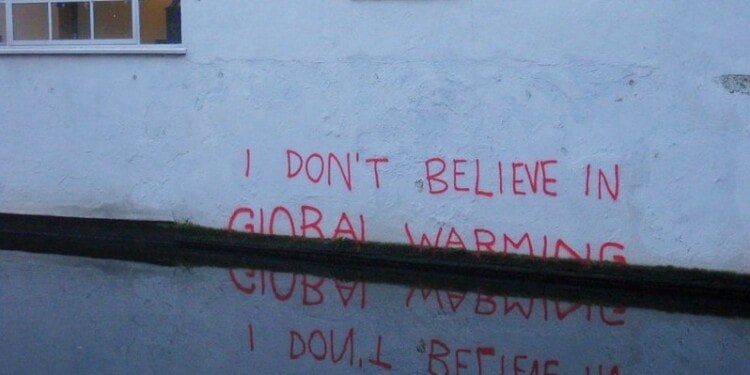 I DON'T BELIEVE IN
GLOBAL WARMING